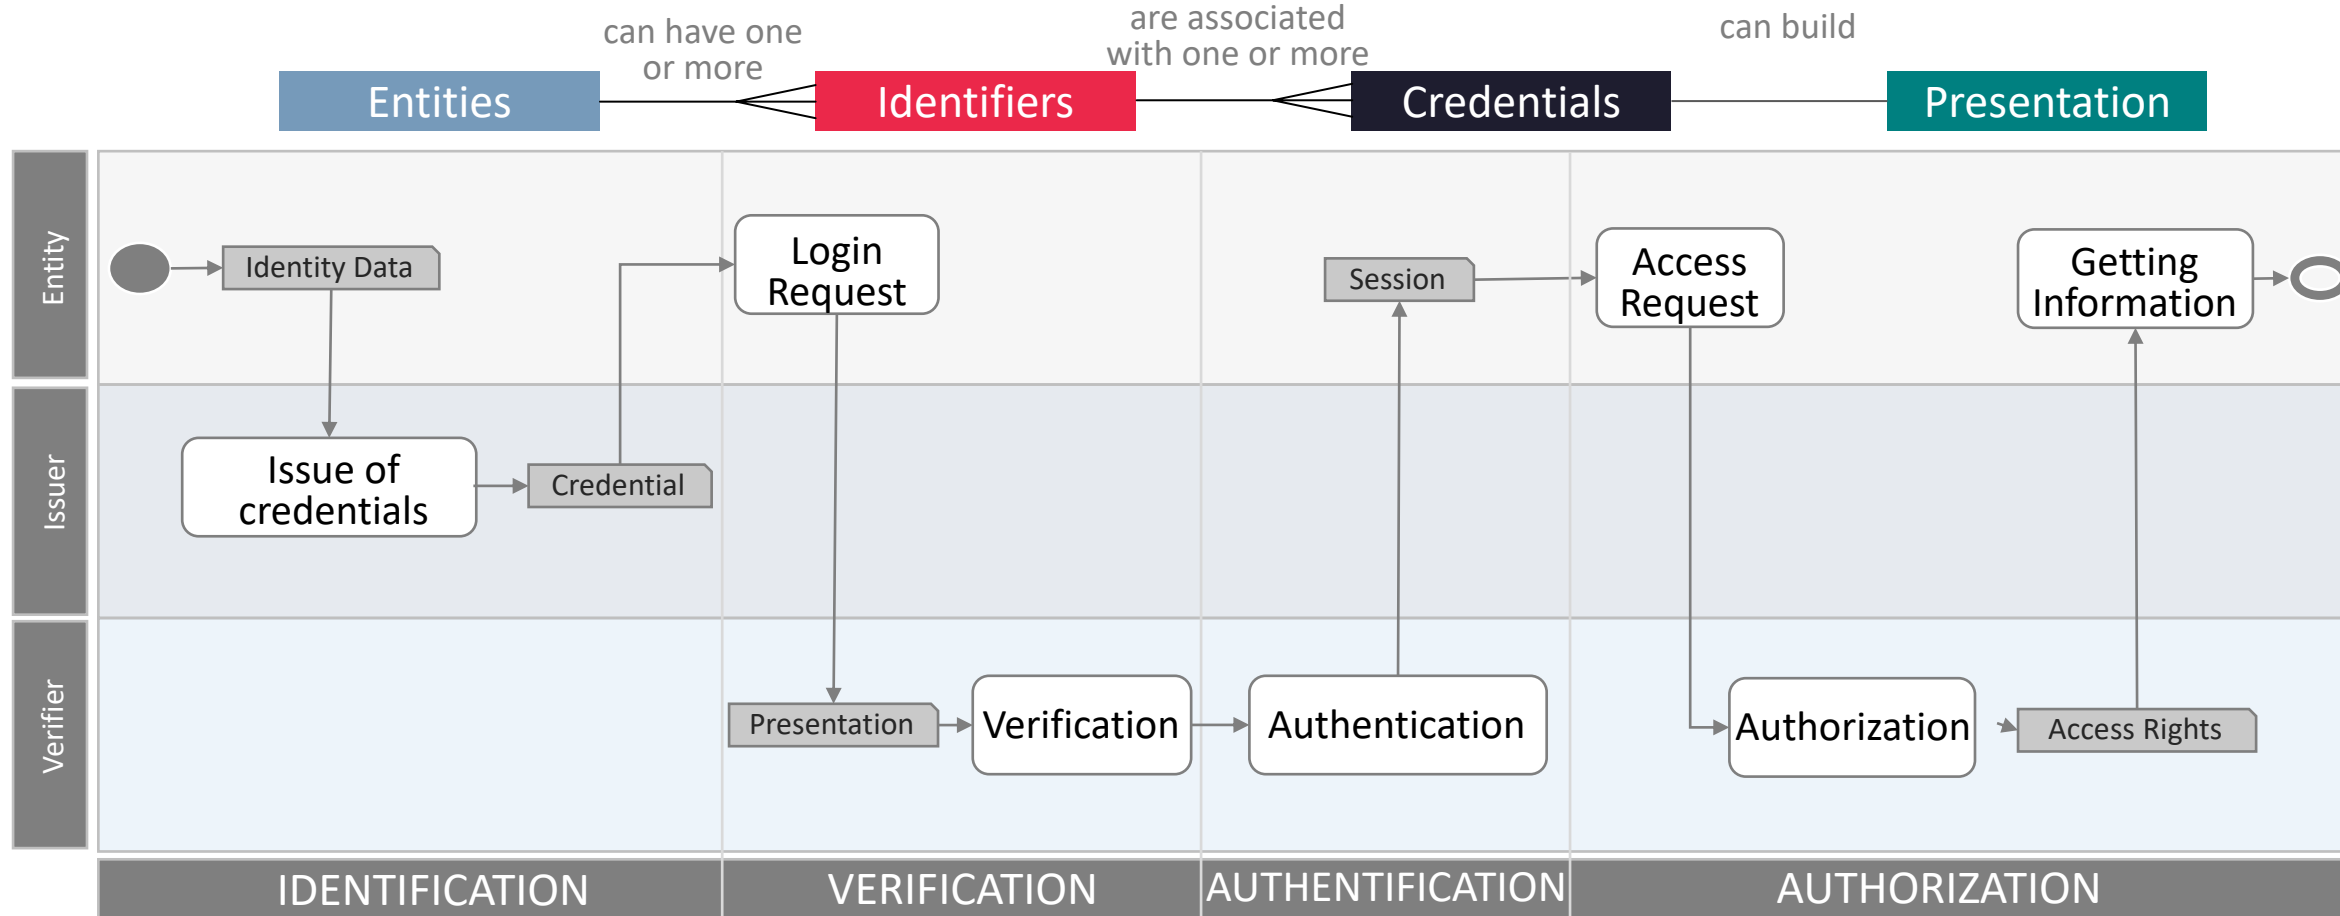 can have one
or more
are associated
with one or more
can build
Entities
Identifiers
Credentials
Presentation
Entity
Identity Data
Login
Request
Session
Access
Request
Getting
Information
Issuer
Issue of
credentials
Credential
Verifier
Presentation
Verification
Authentication
Authorization
Access Rights
IDENTIFICATION
VERIFICATION
AUTHENTIFICATION
AUTHORIZATION